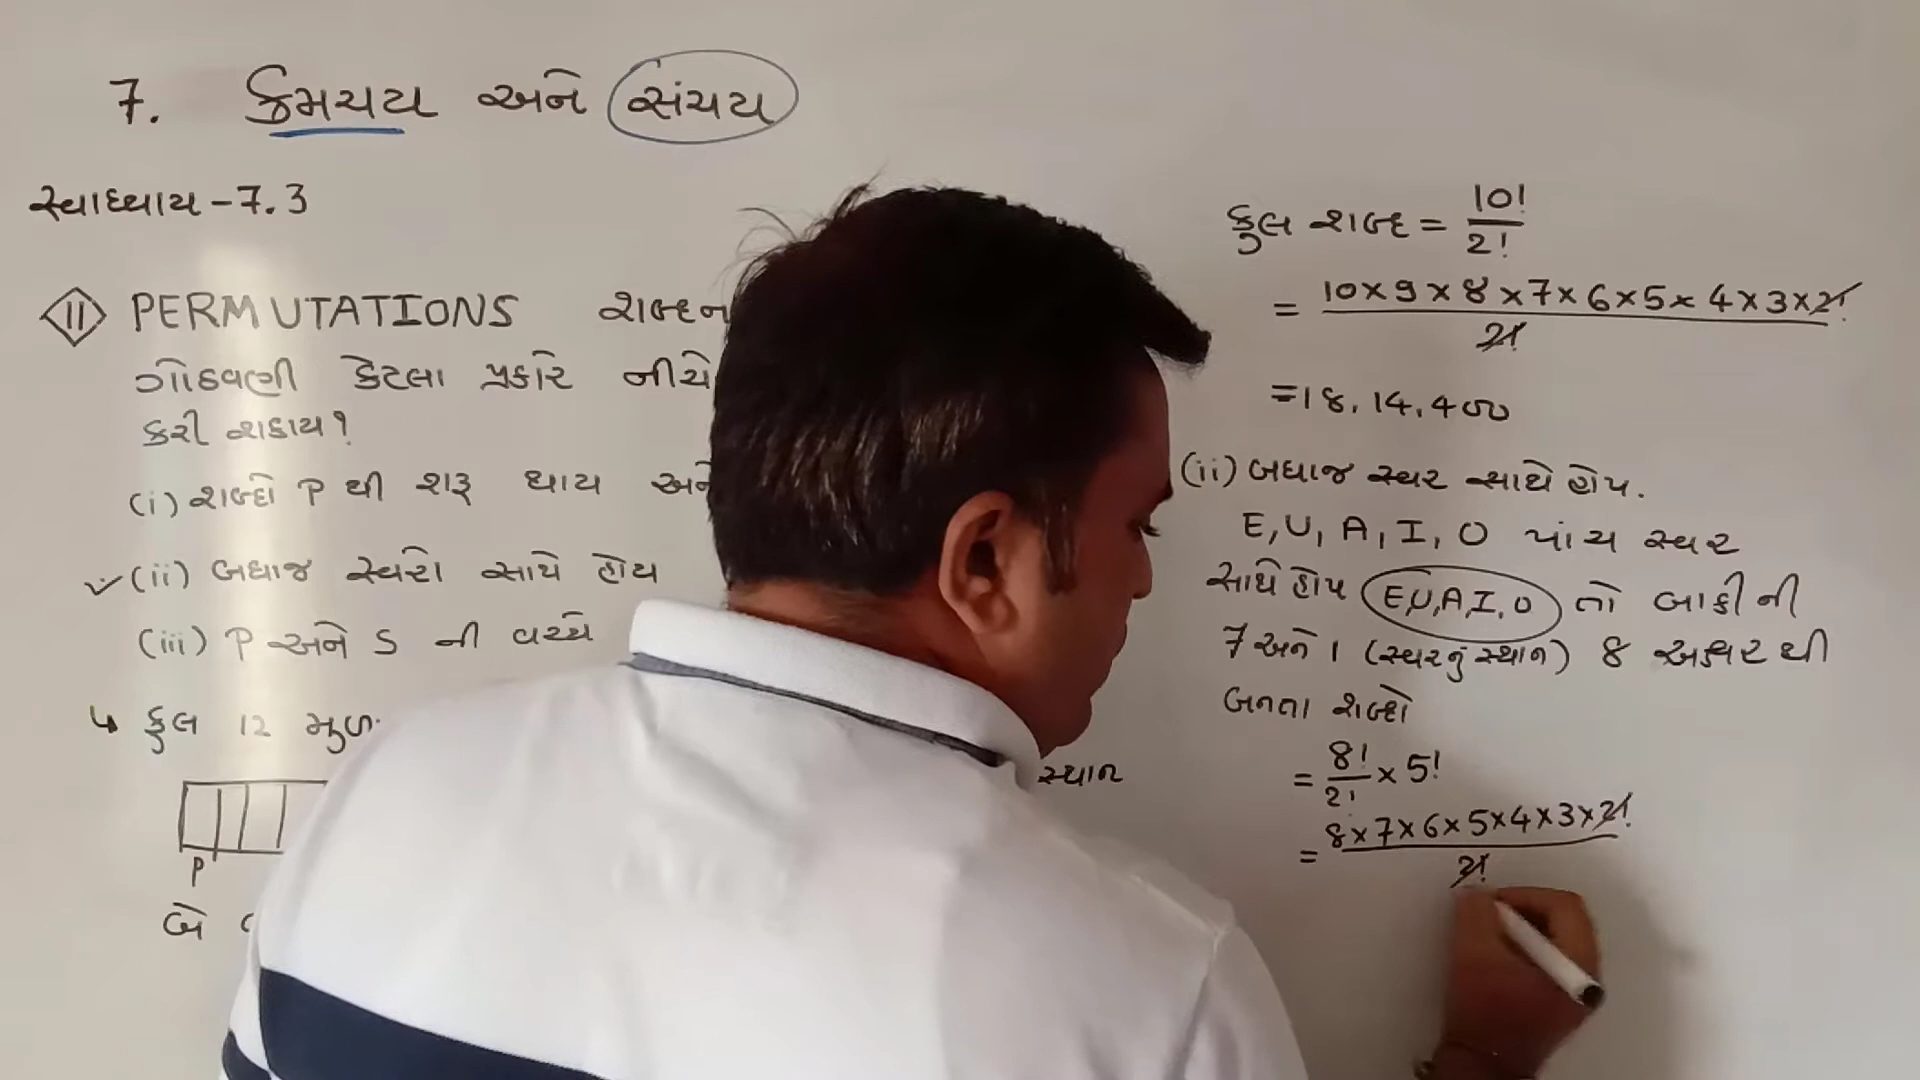 7. ક્રમચય અને સંચય
સ્વાધ્યાય-7.3
11 PERMUTATIONS શબ્દન
ગોઠવણી કેટલા પ્રકારે નીચે
કરી શકાય?
(i) શબ્દો P થી શરૂ થાય અને
(ii) બધાજ સ્વરો સાથે હોય
(iii) P અને S ની વચ્ચે
↳ કુલ 12 મુળ
સ્થાન
P
બે
કુલ શબ્દ = 10!/2!
= 10×9×8×7×6×5×4×3×2!/2!
=18,14,400
(ii) બધાજ સ્વર સાથે હોય.
E,U,A,I,O પાંચ સ્વર
સાથે હોય E,U,A,I,O તો બાકી ની
7 અને 1 (સ્વરનું સ્થાન) 8 અક્ષર થી
બનતા શબ્દો
= 8!/2! × 5!
= 8×7×6×5×4×3×2!/2!